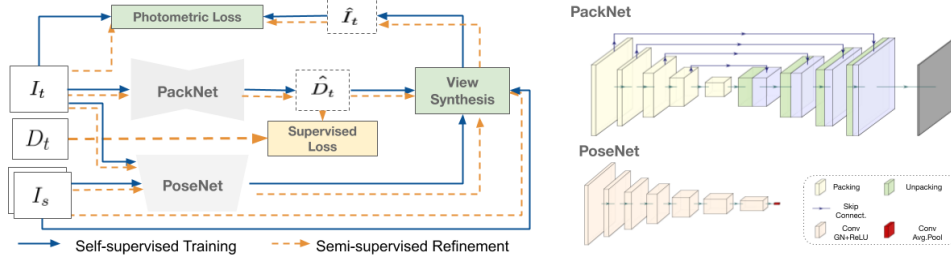 Photometric Loss
Î_t
I_t
PackNet
D̂_t
View
Synthesis
D_t
Supervised
Loss
I_s
PoseNet
Self-supervised Training
Semi-supervised Refinement
PackNet
PoseNet
Packing
Unpacking
Skip
Connect.
Conv
GN+ReLU
Conv
Avg.Pool